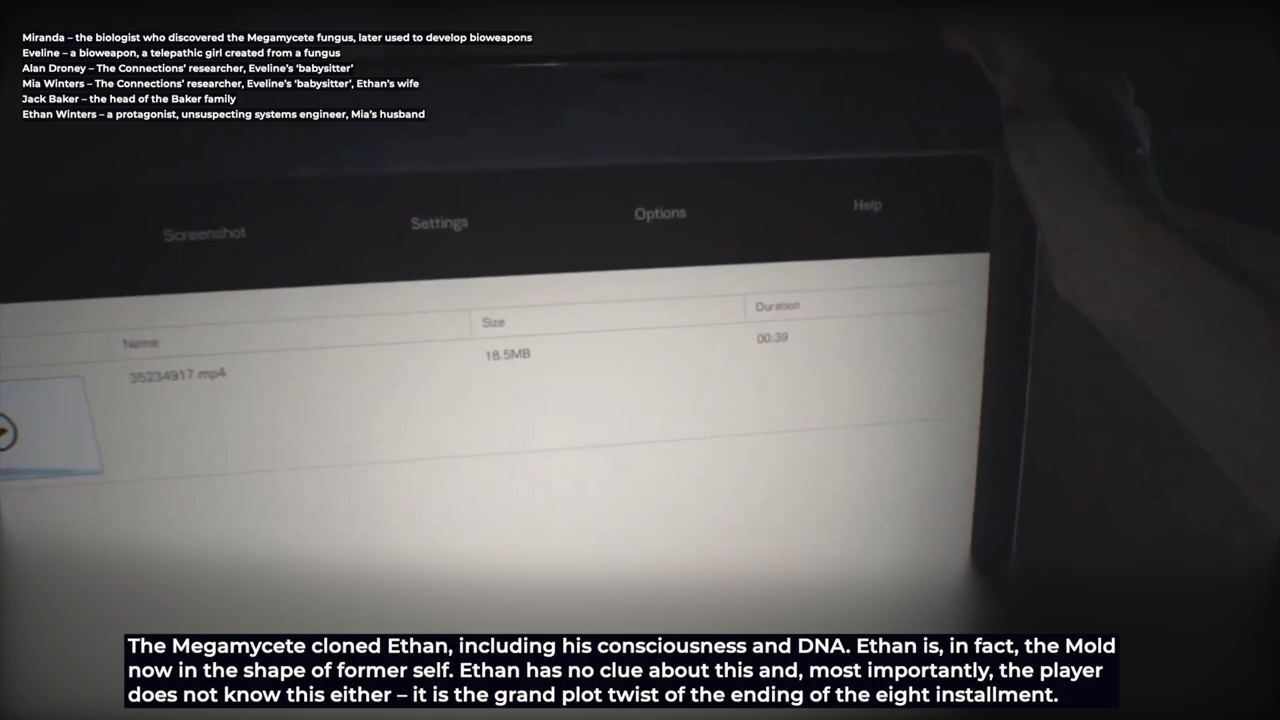 Miranda – the biologist who discovered the Megamycete fungus, later used to develop bioweapons
Eveline – a bioweapon, a telepathic girl created from a fungus
Alan Droney – The Connections' researcher, Eveline's 'babysitter'
Mia Winters – The Connections' researcher, Eveline's 'babysitter', Ethan's wife
Jack Baker – the head of the Baker family
Ethan Winters – a protagonist, unsuspecting systems engineer, Mia's husband
Screenshot Settings Options Help
Name Size Duration
35234917.mp4 18.5MB 00:39
The Megamycete cloned Ethan, including his consciousness and DNA. Ethan is, in fact, the Mold
now in the shape of former self. Ethan has no clue about this and, most importantly, the player
does not know this either – it is the grand plot twist of the ending of the eight installment.